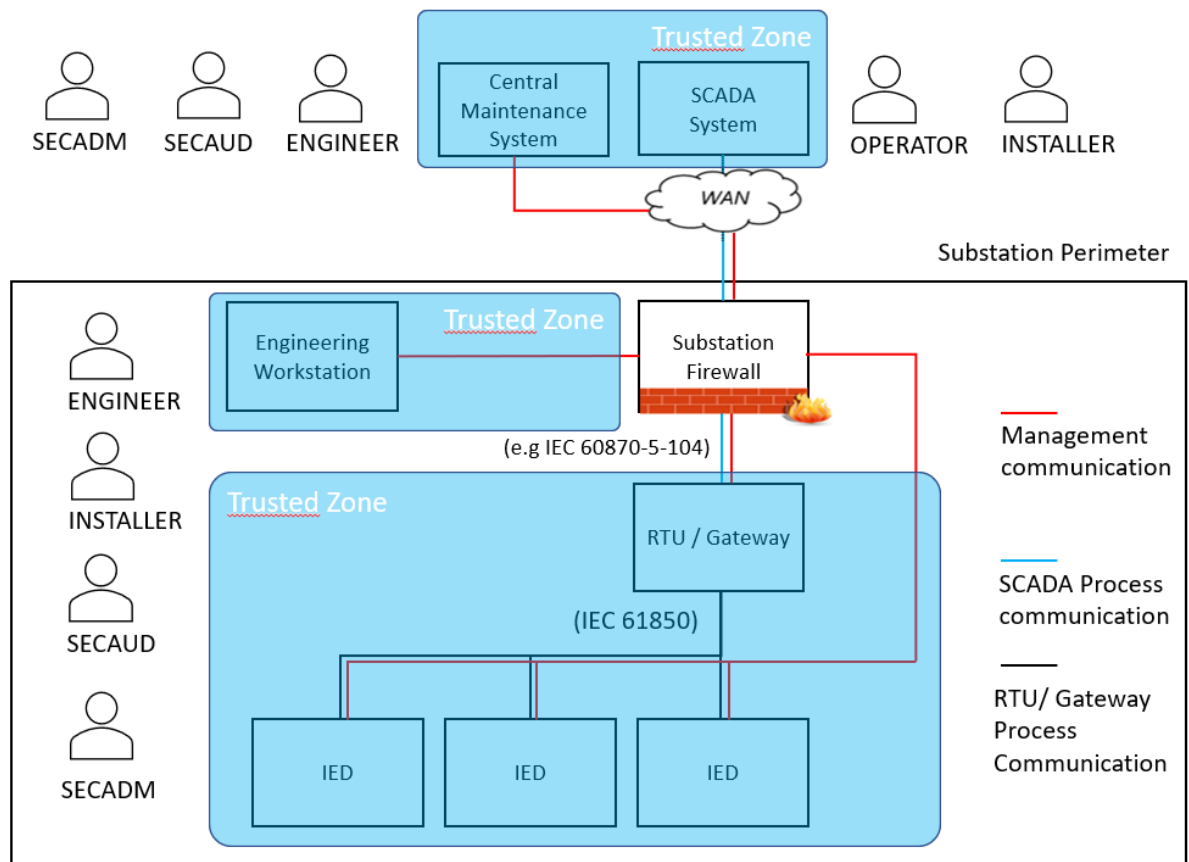 Trusted Zone
SECADM
SECAUD
ENGINEER
Central
Maintenance
System
SCADA
System
OPERATOR
INSTALLER
WAN
Substation Perimeter
Trusted Zone
Engineering
Workstation
Substation
Firewall
ENGINEER
(e.g IEC 60870-5-104)
Management
communication
INSTALLER
Trusted Zone
RTU / Gateway
SCADA Process
communication
(IEC 61850)
SECAUD
RTU/ Gateway
Process
Communication
IED
IED
IED
SECADM